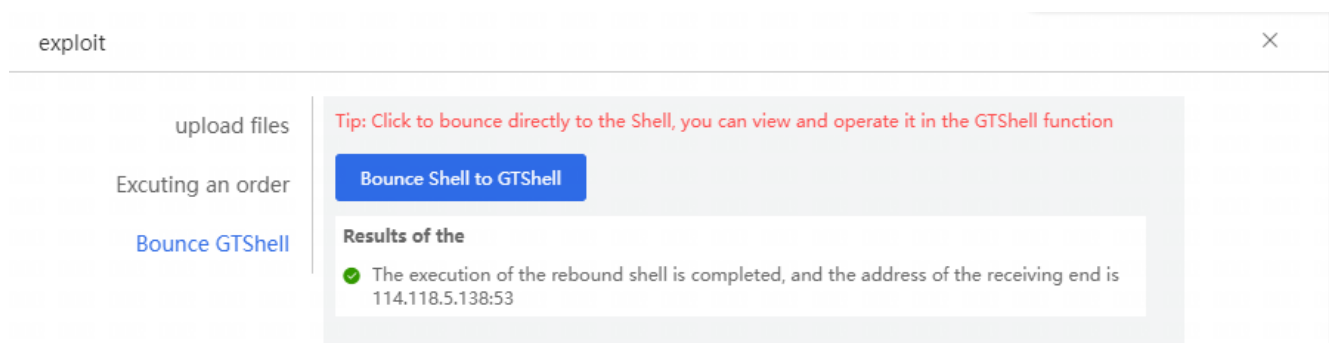 exploit
upload files
Excuting an order
Bounce GTShell
Tip: Click to bounce directly to the Shell, you can view and operate it in the GTShell function
Bounce Shell to GTShell
Results of the
The execution of the rebound shell is completed, and the address of the receiving end is
114.118.5.138:53